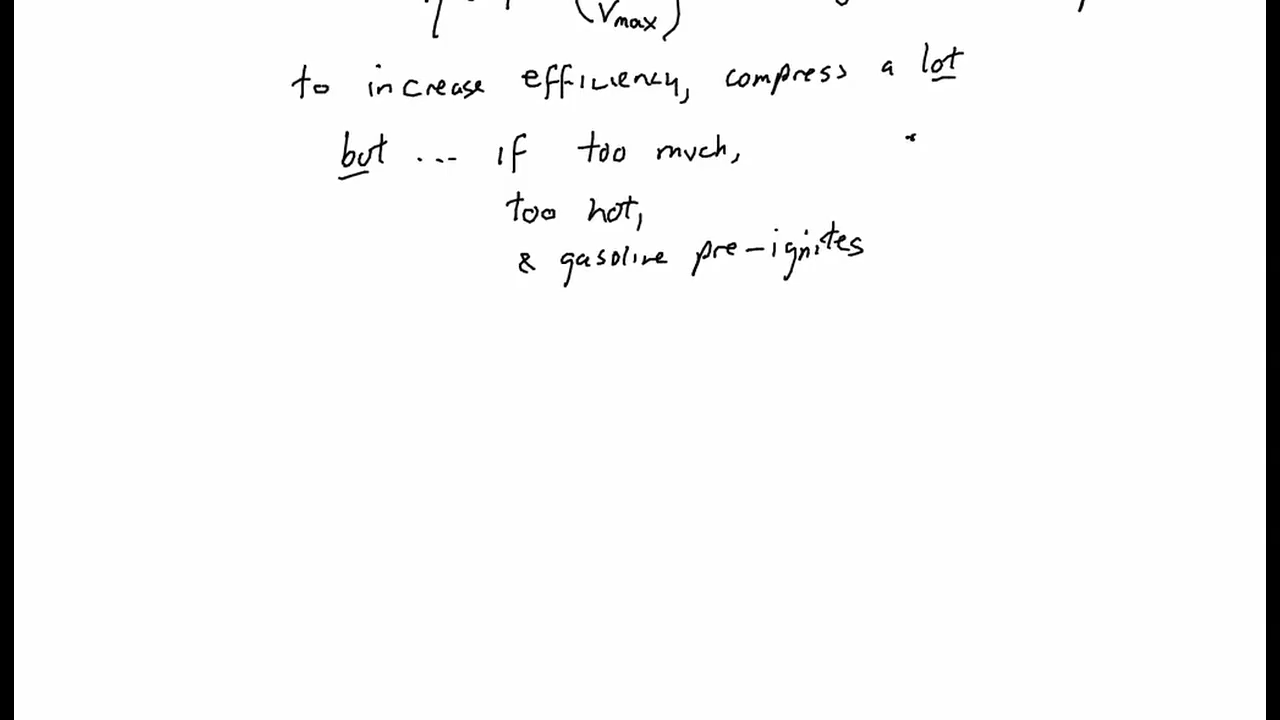 (Vmax)
to increase efficiency, compress a lot
but ... if too much,
too hot,
& gasoline pre-ignites